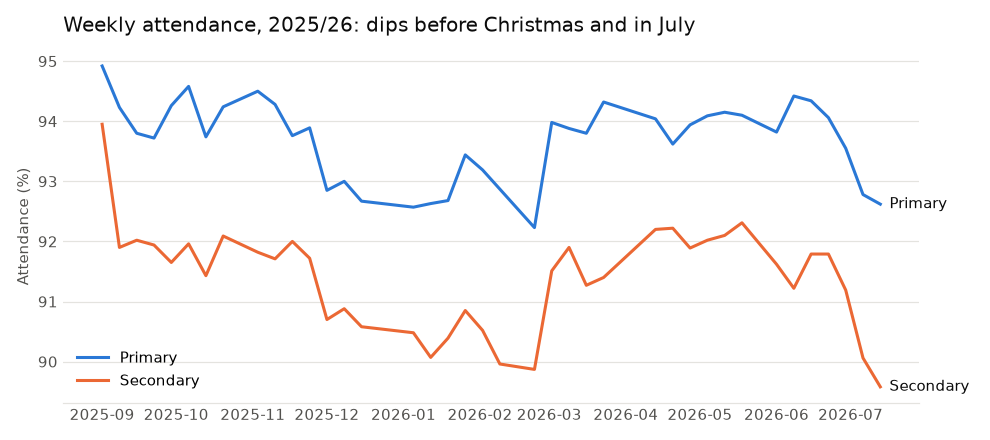 Weekly attendance, 2025/26: dips before Christmas and in July
Attendance (%)
95
94
93
92
91
90
Primary
Secondary
Primary
Secondary
2025-09 2025-10 2025-11 2025-12 2026-01 2026-02 2026-03 2026-04 2026-05 2026-06 2026-07